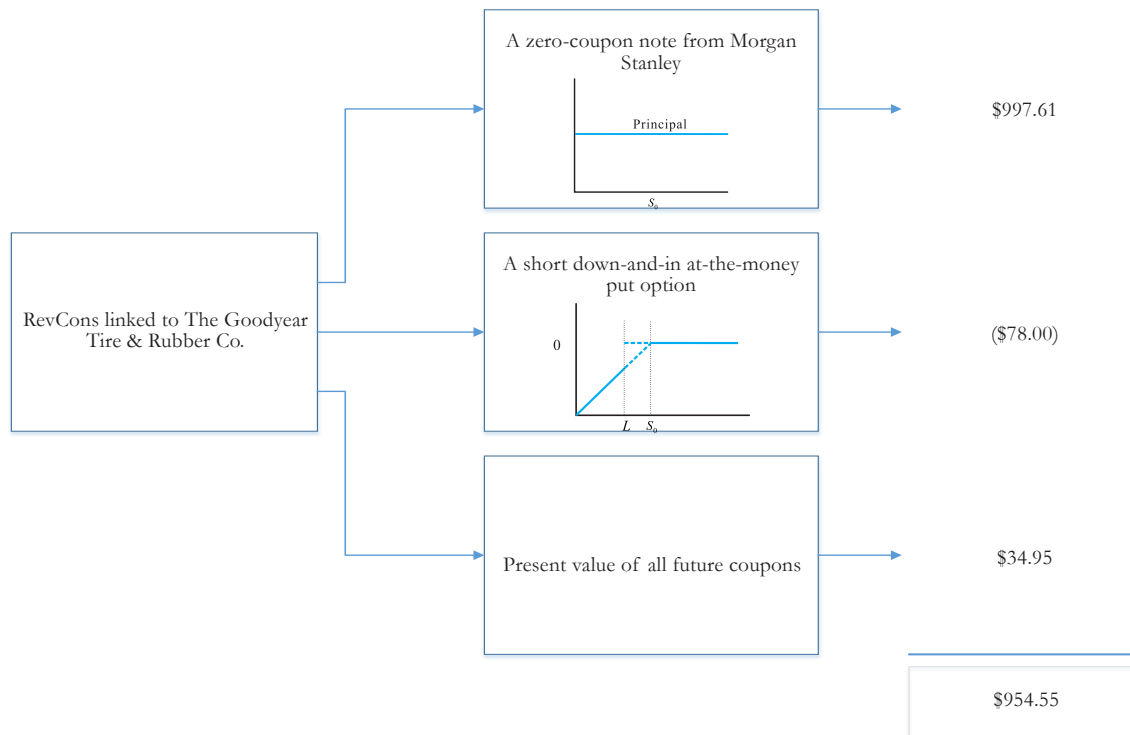 A zero-coupon note from Morgan
Stanley
Principal
S₀
$997.61
RevCons linked to The Goodyear
Tire & Rubber Co.
A short down-and-in at-the-money
put option
0
L S₀
($78.00)
Present value of all future coupons
$34.95
$954.55